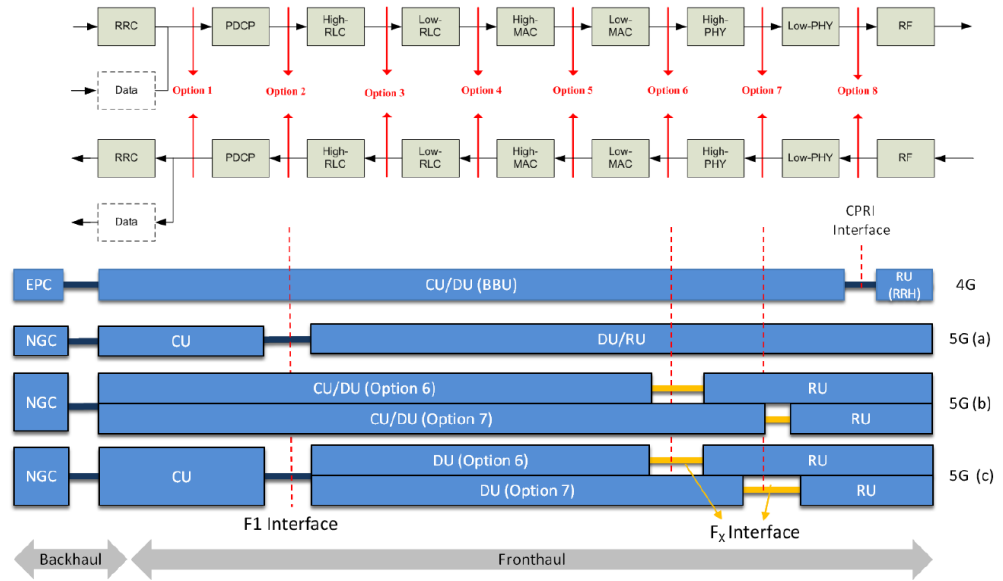 RRC
PDCP
High-
RLC
Low-
RLC
High-
MAC
Low-
MAC
High-
PHY
Low-PHY
RF
Data
Option 1
Option 2
Option 3
Option 4
Option 5
Option 6
Option 7
Option 8
RRC
PDCP
High-
RLC
Low-
RLC
High-
MAC
Low-
MAC
High-
PHY
Low-PHY
RF
Data
CPRI
Interface
EPC
CU/DU (BBU)
RU
(RRH)
4G
NGC
CU
DU/RU
5G (a)
NGC
CU/DU (Option 6)
RU
CU/DU (Option 7)
RU
5G (b)
NGC
CU
DU (Option 6)
RU
DU (Option 7)
RU
5G (c)
F1 Interface
FX Interface
Backhaul
Fronthaul